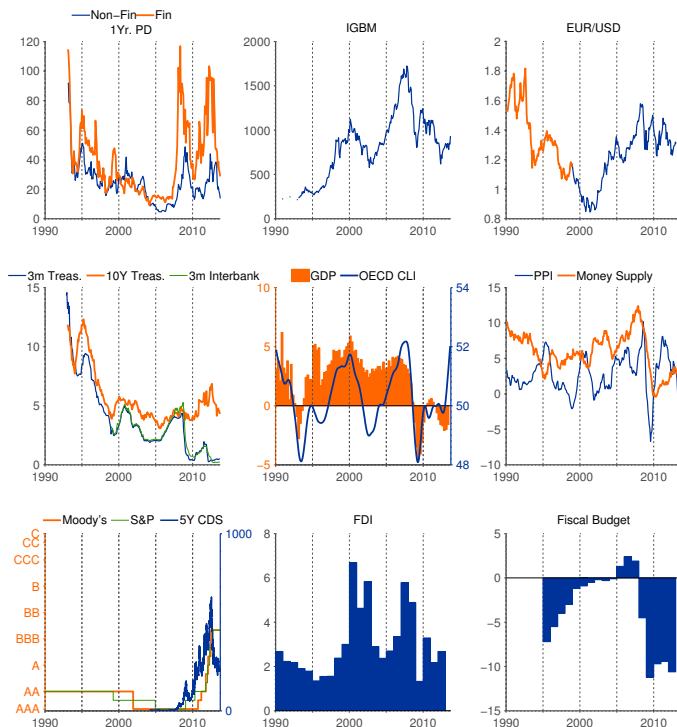 Non−Fin Fin
1Yr. PD
IGBM
EUR/USD
120
100
80
60
40
20
0
1990 2000 2010
2000
1500
1000
500
0
1990 2000 2010
2
1.8
1.6
1.4
1.2
1
0.8
1990 2000 2010
3m Treas. 10Y Treas. 3m Interbank
GDP OECD CLI
PPI Money Supply
15
10
5
0
1990 2000 2010
10
5
0
−5
54
52
50
48
1990 2000 2010
15
10
5
0
−5
−10
1990 2000 2010
Moody's S&P 5Y CDS
FDI
Fiscal Budget
C
CC
CCC
B
BB
BBB
A
AA
AAA
1000
0
1990 2000 2010
8
6
4
2
0
1990 2000 2010
5
0
−5
−10
−15
1990 2000 2010